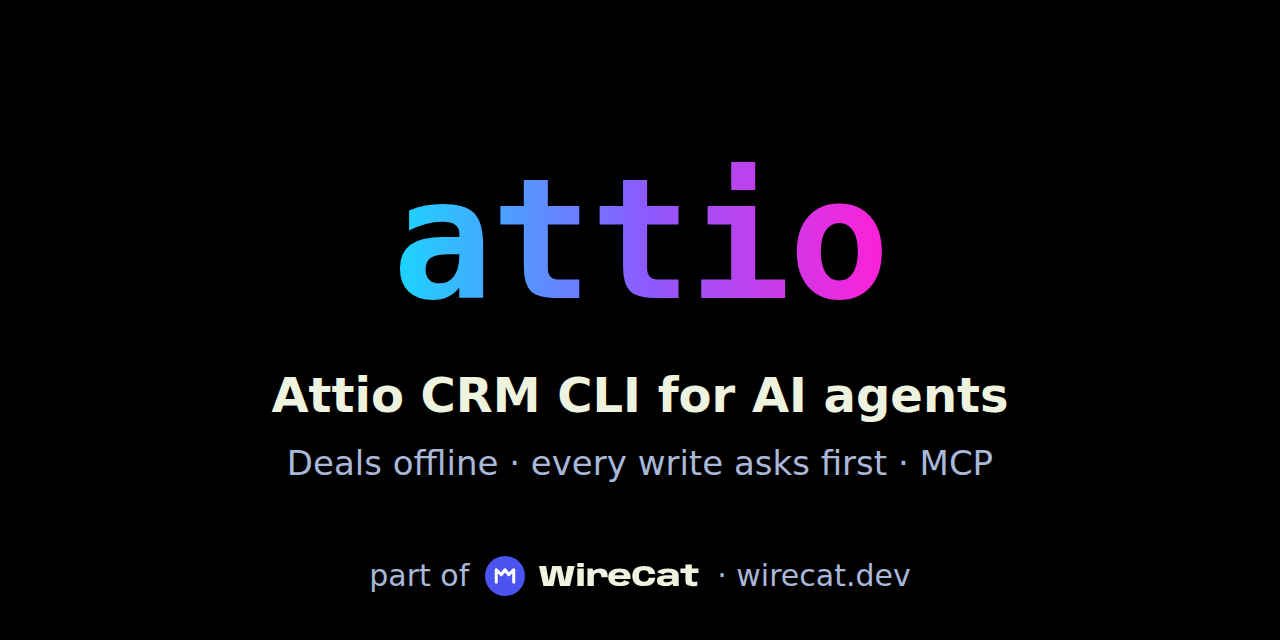 attio
Attio CRM CLI for AI agents
Deals offline · every write asks first · MCP
part of wirecat · wirecat.dev